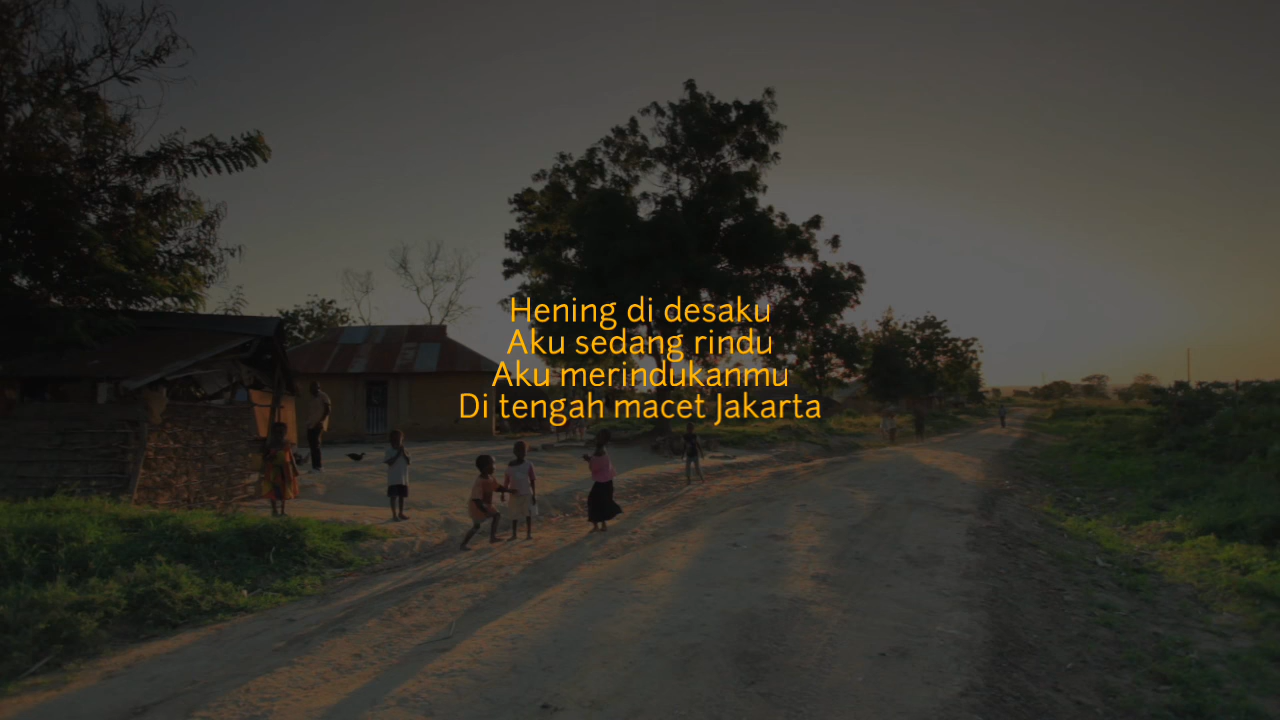 Hening di desaku
Aku sedang rindu
Aku merindukanmu
Di tengah macet Jakarta